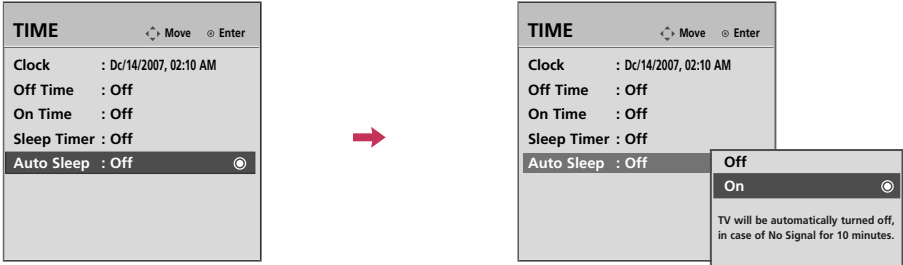 TIME
Move Enter
Clock : Dc/14/2007, 02:10 AM
Off Time : Off
On Time : Off
Sleep Timer : Off
Auto Sleep : Off
TIME
Move Enter
Clock : Dc/14/2007, 02:10 AM
Off Time : Off
On Time : Off
Sleep Timer : Off
Auto Sleep : Off
Off
On
TV will be automatically turned off,
in case of No Signal for 10 minutes.